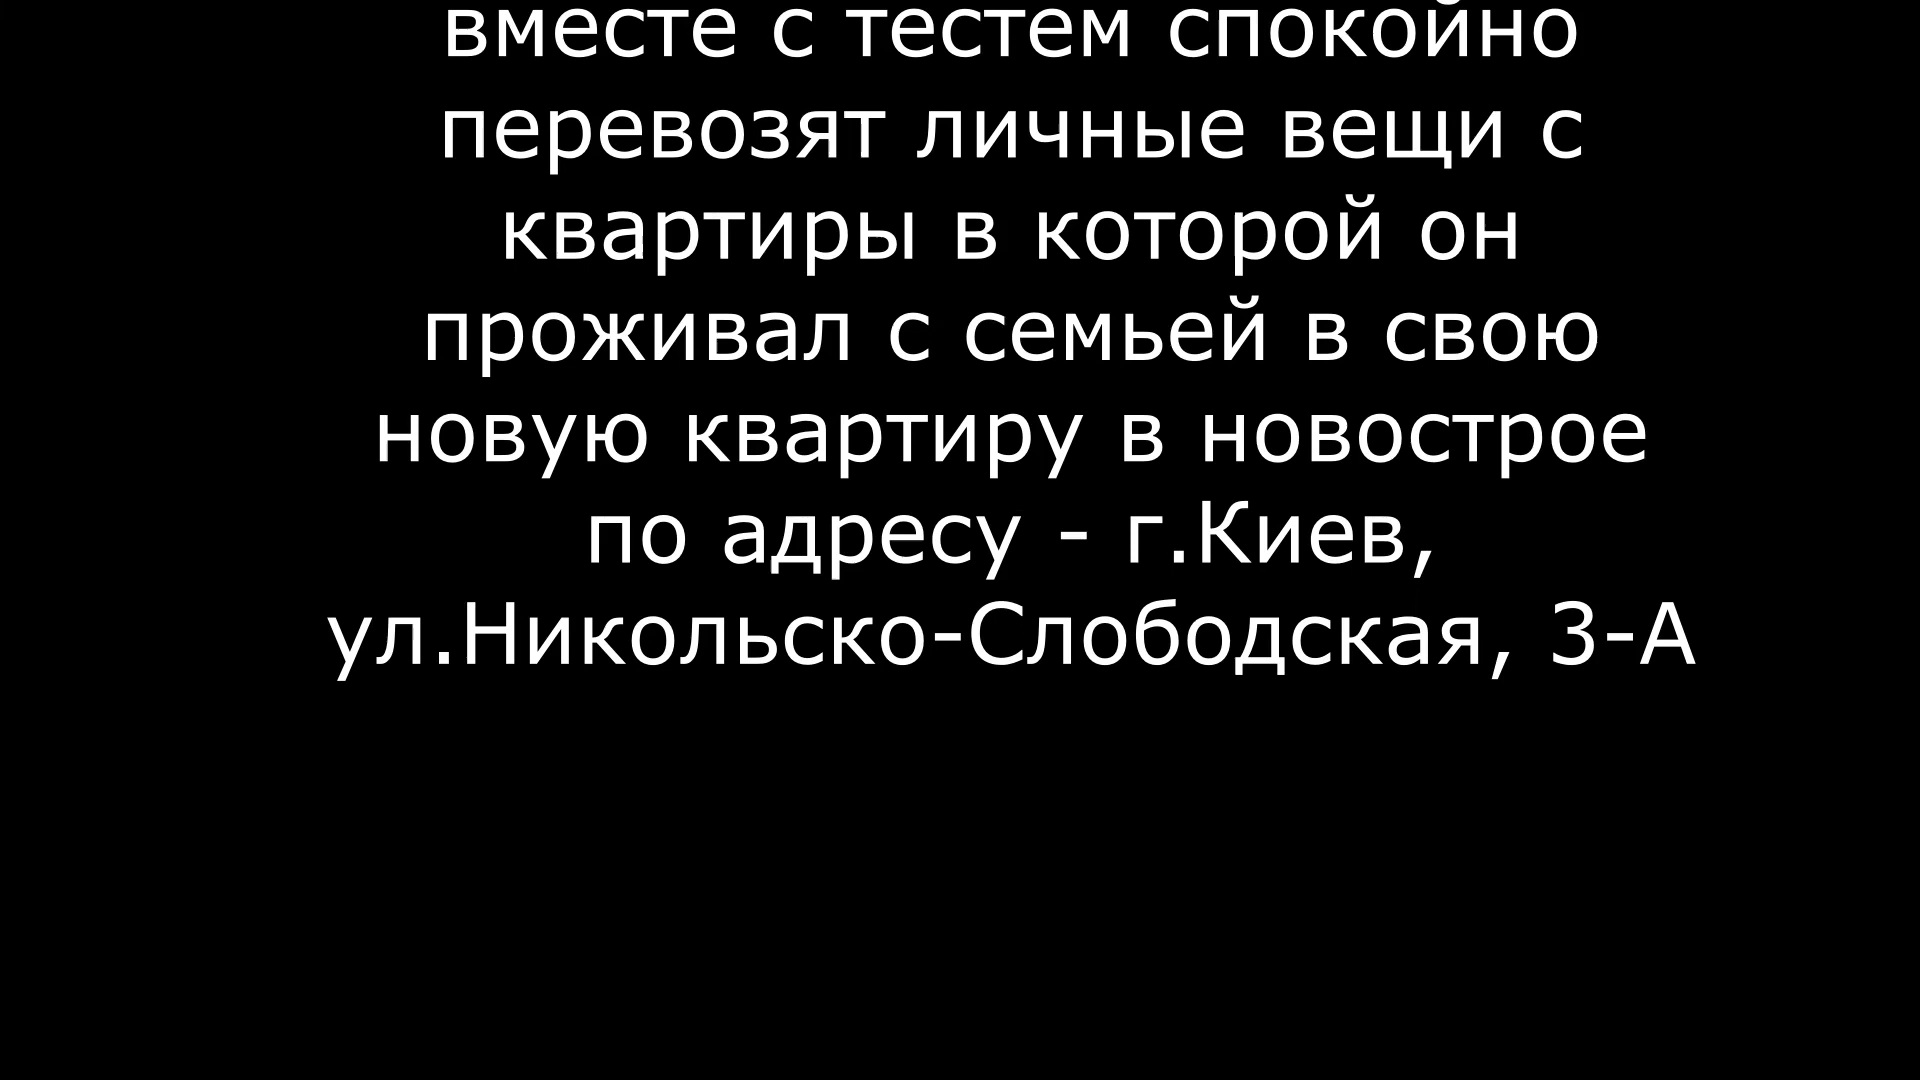 вместе с тестем спокойно
перевозят личные вещи с
квартиры в которой он
проживал с семьей в свою
новую квартиру в новострое
по адресу - г.Киев,
ул.Никольско-Слободская, 3-А